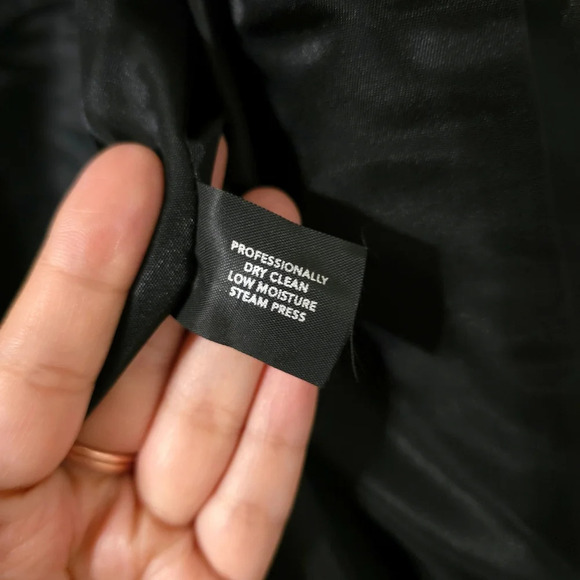 PROFESSIONALLY
DRY CLEAN
LOW MOISTURE
STEAM PRESS